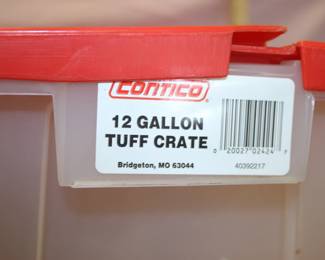 CONTICO
12 GALLON
TUFF CRATE
Bridgeton, MO 63044
0 20027 02424 7
40392217